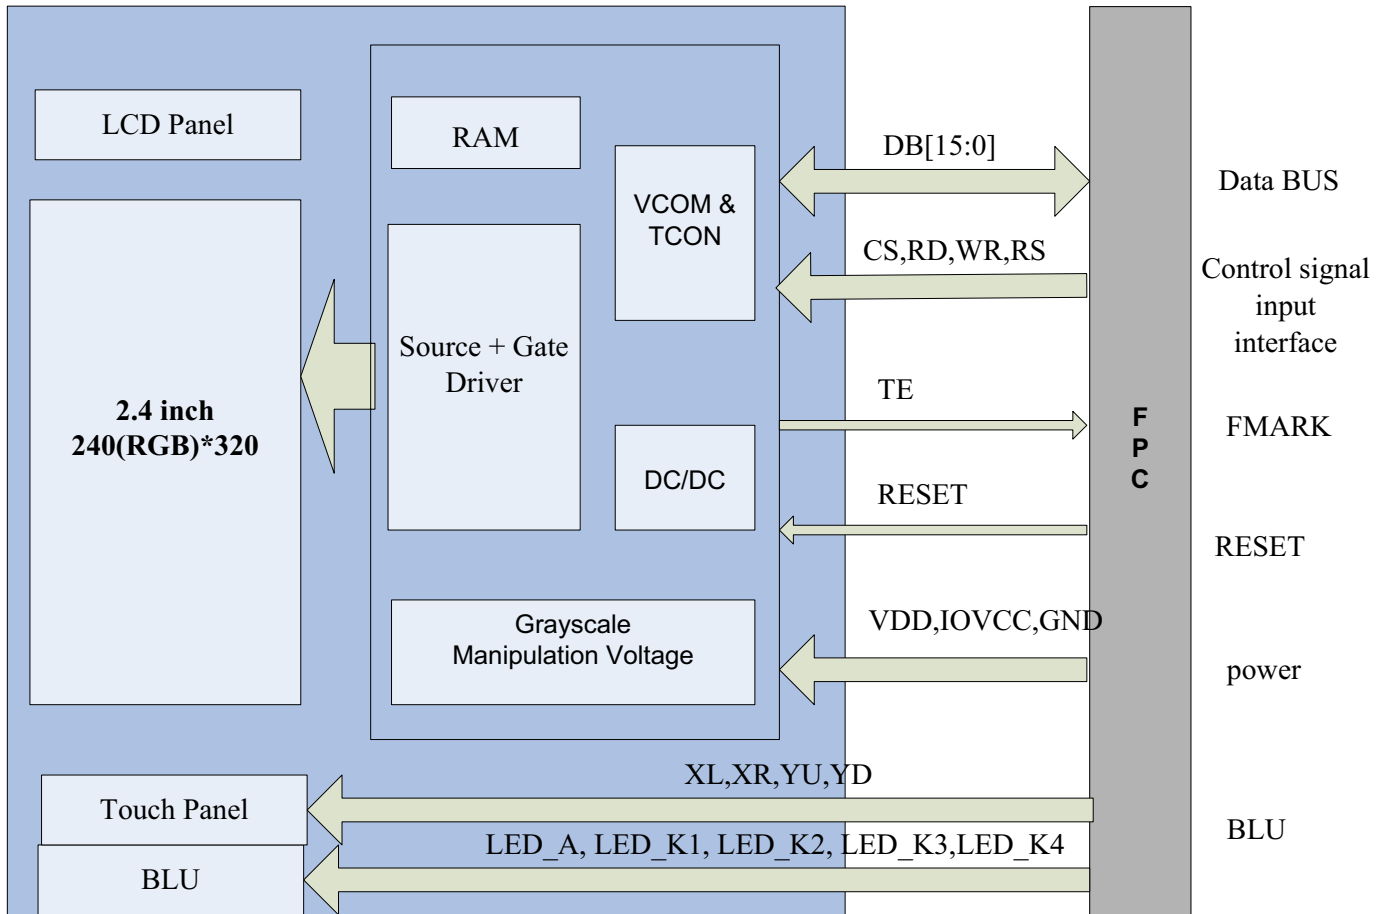 LCD Panel
2.4 inch
240(RGB)*320
RAM
Source + Gate
Driver
VCOM &
TCON
DC/DC
Grayscale
Manipulation Voltage
Touch Panel
BLU
DB[15:0]
CS,RD,WR,RS
TE
RESET
VDD,IOVCC,GND
XL,XR,YU,YD
LED_A, LED_K1, LED_K2, LED_K3,LED_K4
F
P
C
Data BUS
Control signal
input
interface
FMARK
RESET
power
BLU